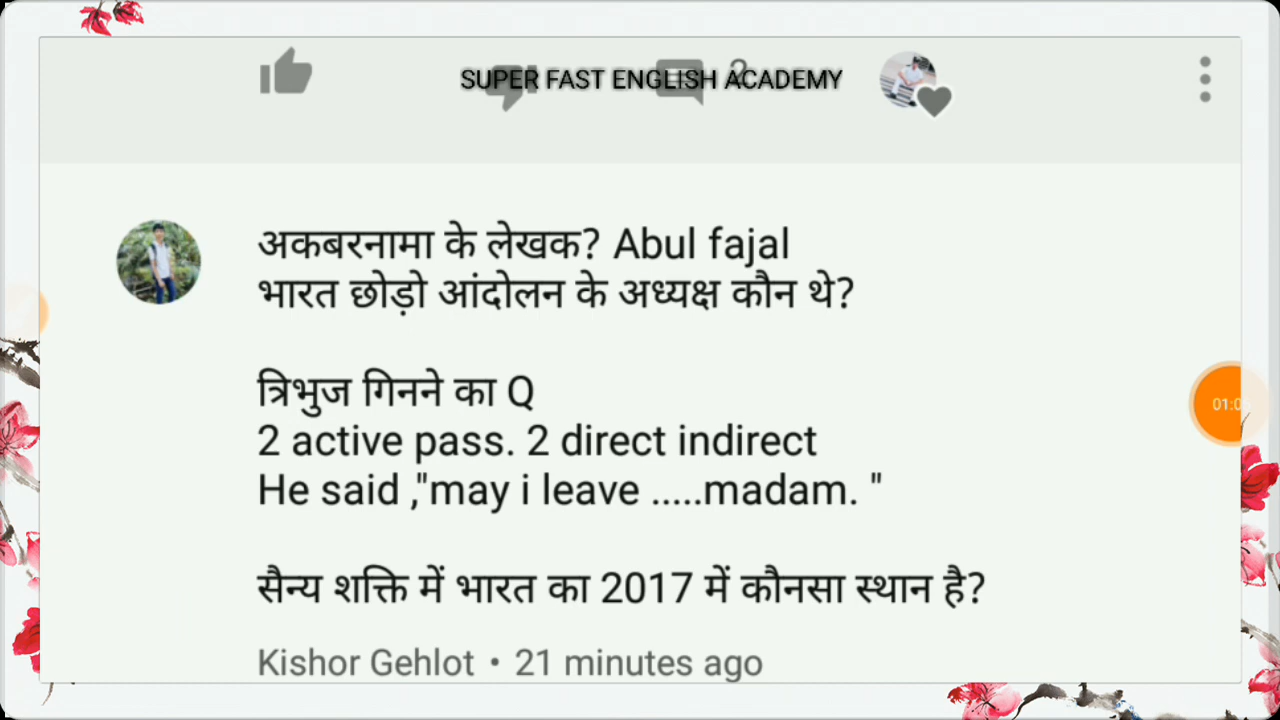 SUPER FAST ENGLISH ACADEMY
2
अकबरनामा के लेखक? Abul fajal
भारत छोड़ो आंदोलन के अध्यक्ष कौन थे?
त्रिभुज गिनने का Q
2 active pass. 2 direct indirect
He said ,"may i leave .....madam. "
सैन्य शक्ति में भारत का 2017 में कौनसा स्थान है?
Kishor Gehlot • 21 minutes ago